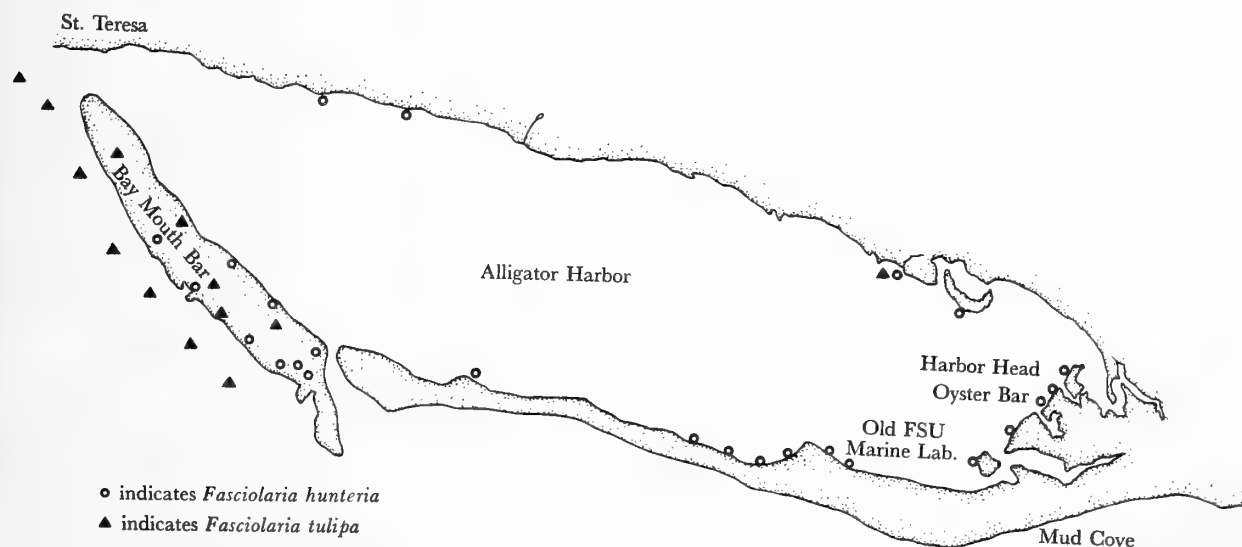 St. Teresa
Bay Mouth Bar
Alligator Harbor
Harbor Head
Oyster Bar
Old FSU
Marine Lab.
indicates Fasciolaria hunteria
indicates Fasciolaria tulipa
Mud Cove